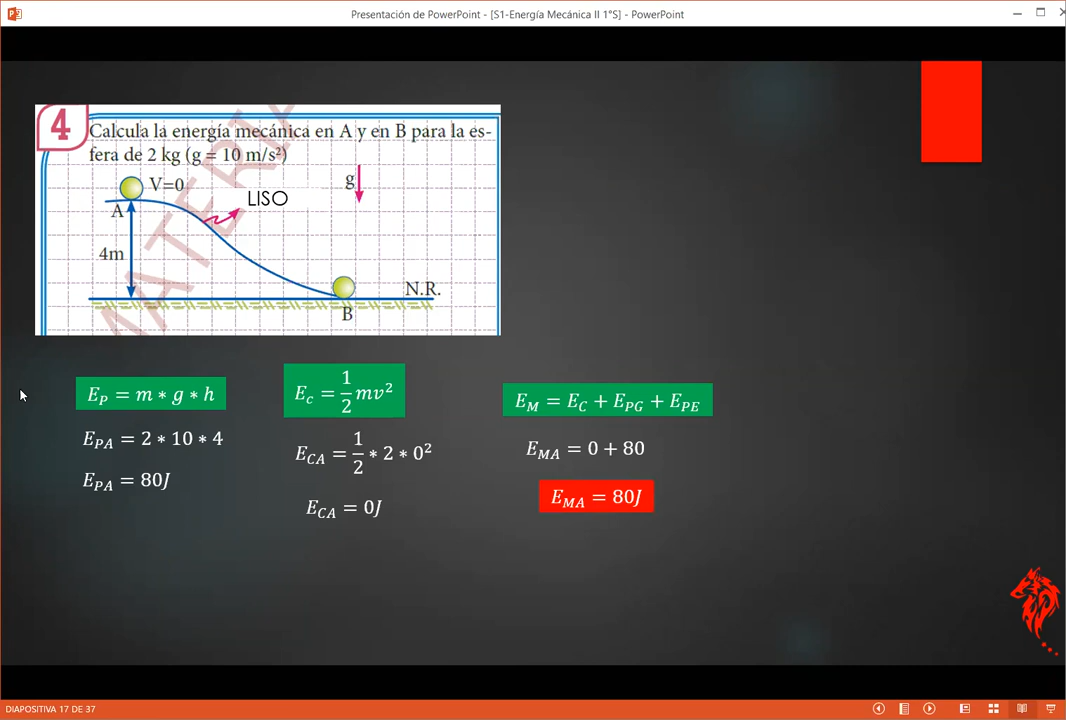 Presentación de PowerPoint - [S1-Energía Mecánica II 1°S] - PowerPoint
4
Calcula la energía mecánica en A y en B para la es-
fera de 2 kg (g = 10 m/s²)
V=0
g
LISO
A
4m
N.R.
B
MATERIA
E_P = m * g * h
E_PA = 2 * 10 * 4
E_PA = 80J
E_c = 1/2 mv²
E_CA = 1/2 * 2 * 0²
E_CA = 0J
E_M = E_C + E_PG + E_PE
E_MA = 0 + 80
E_MA = 80J
DIAPOSITIVA 17 DE 37